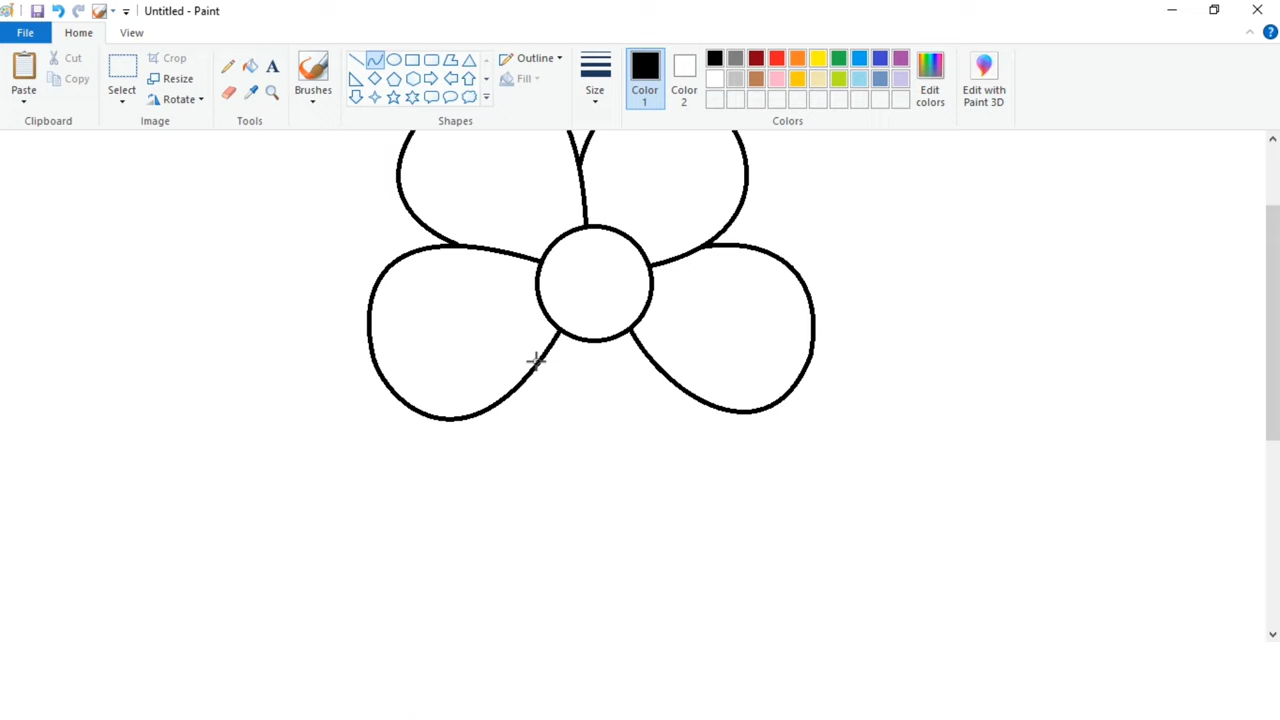 Untitled - Paint
File Home View
Paste
Clipboard
Cut
Copy
Select
Crop
Resize
Rotate
Image
A
Tools
Brushes
Shapes
Outline
Fill
Size
Color 1
Color 2
Edit colors
Colors
Edit with Paint 3D
?